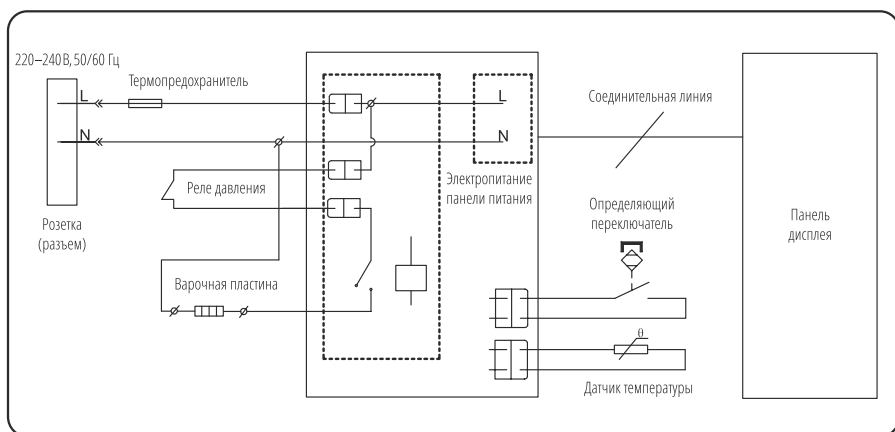 220–240 В, 50/60 Гц
Термопредохранитель
L
N
L
N
Соединительная линия
Реле давления
Электропитание
панели питания
Определяющий
переключатель
Розетка
(разъем)
Панель
дисплея
Варочная пластина
θ
Датчик температуры